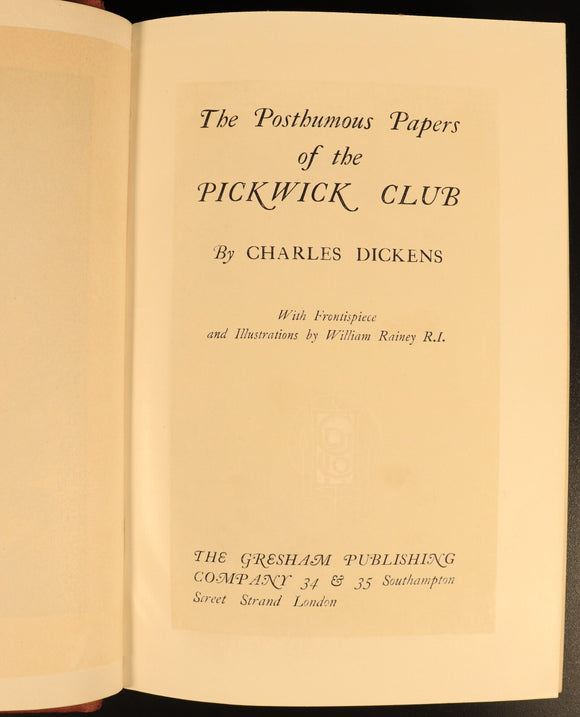 The Posthumous Papers
of the
PICKWICK CLUB
By CHARLES DICKENS
With Frontispiece
and Illustrations by William Rainey R.I.
THE GRESHAM PUBLISHING
COMPANY 34 & 35 Southampton
Street Strand London